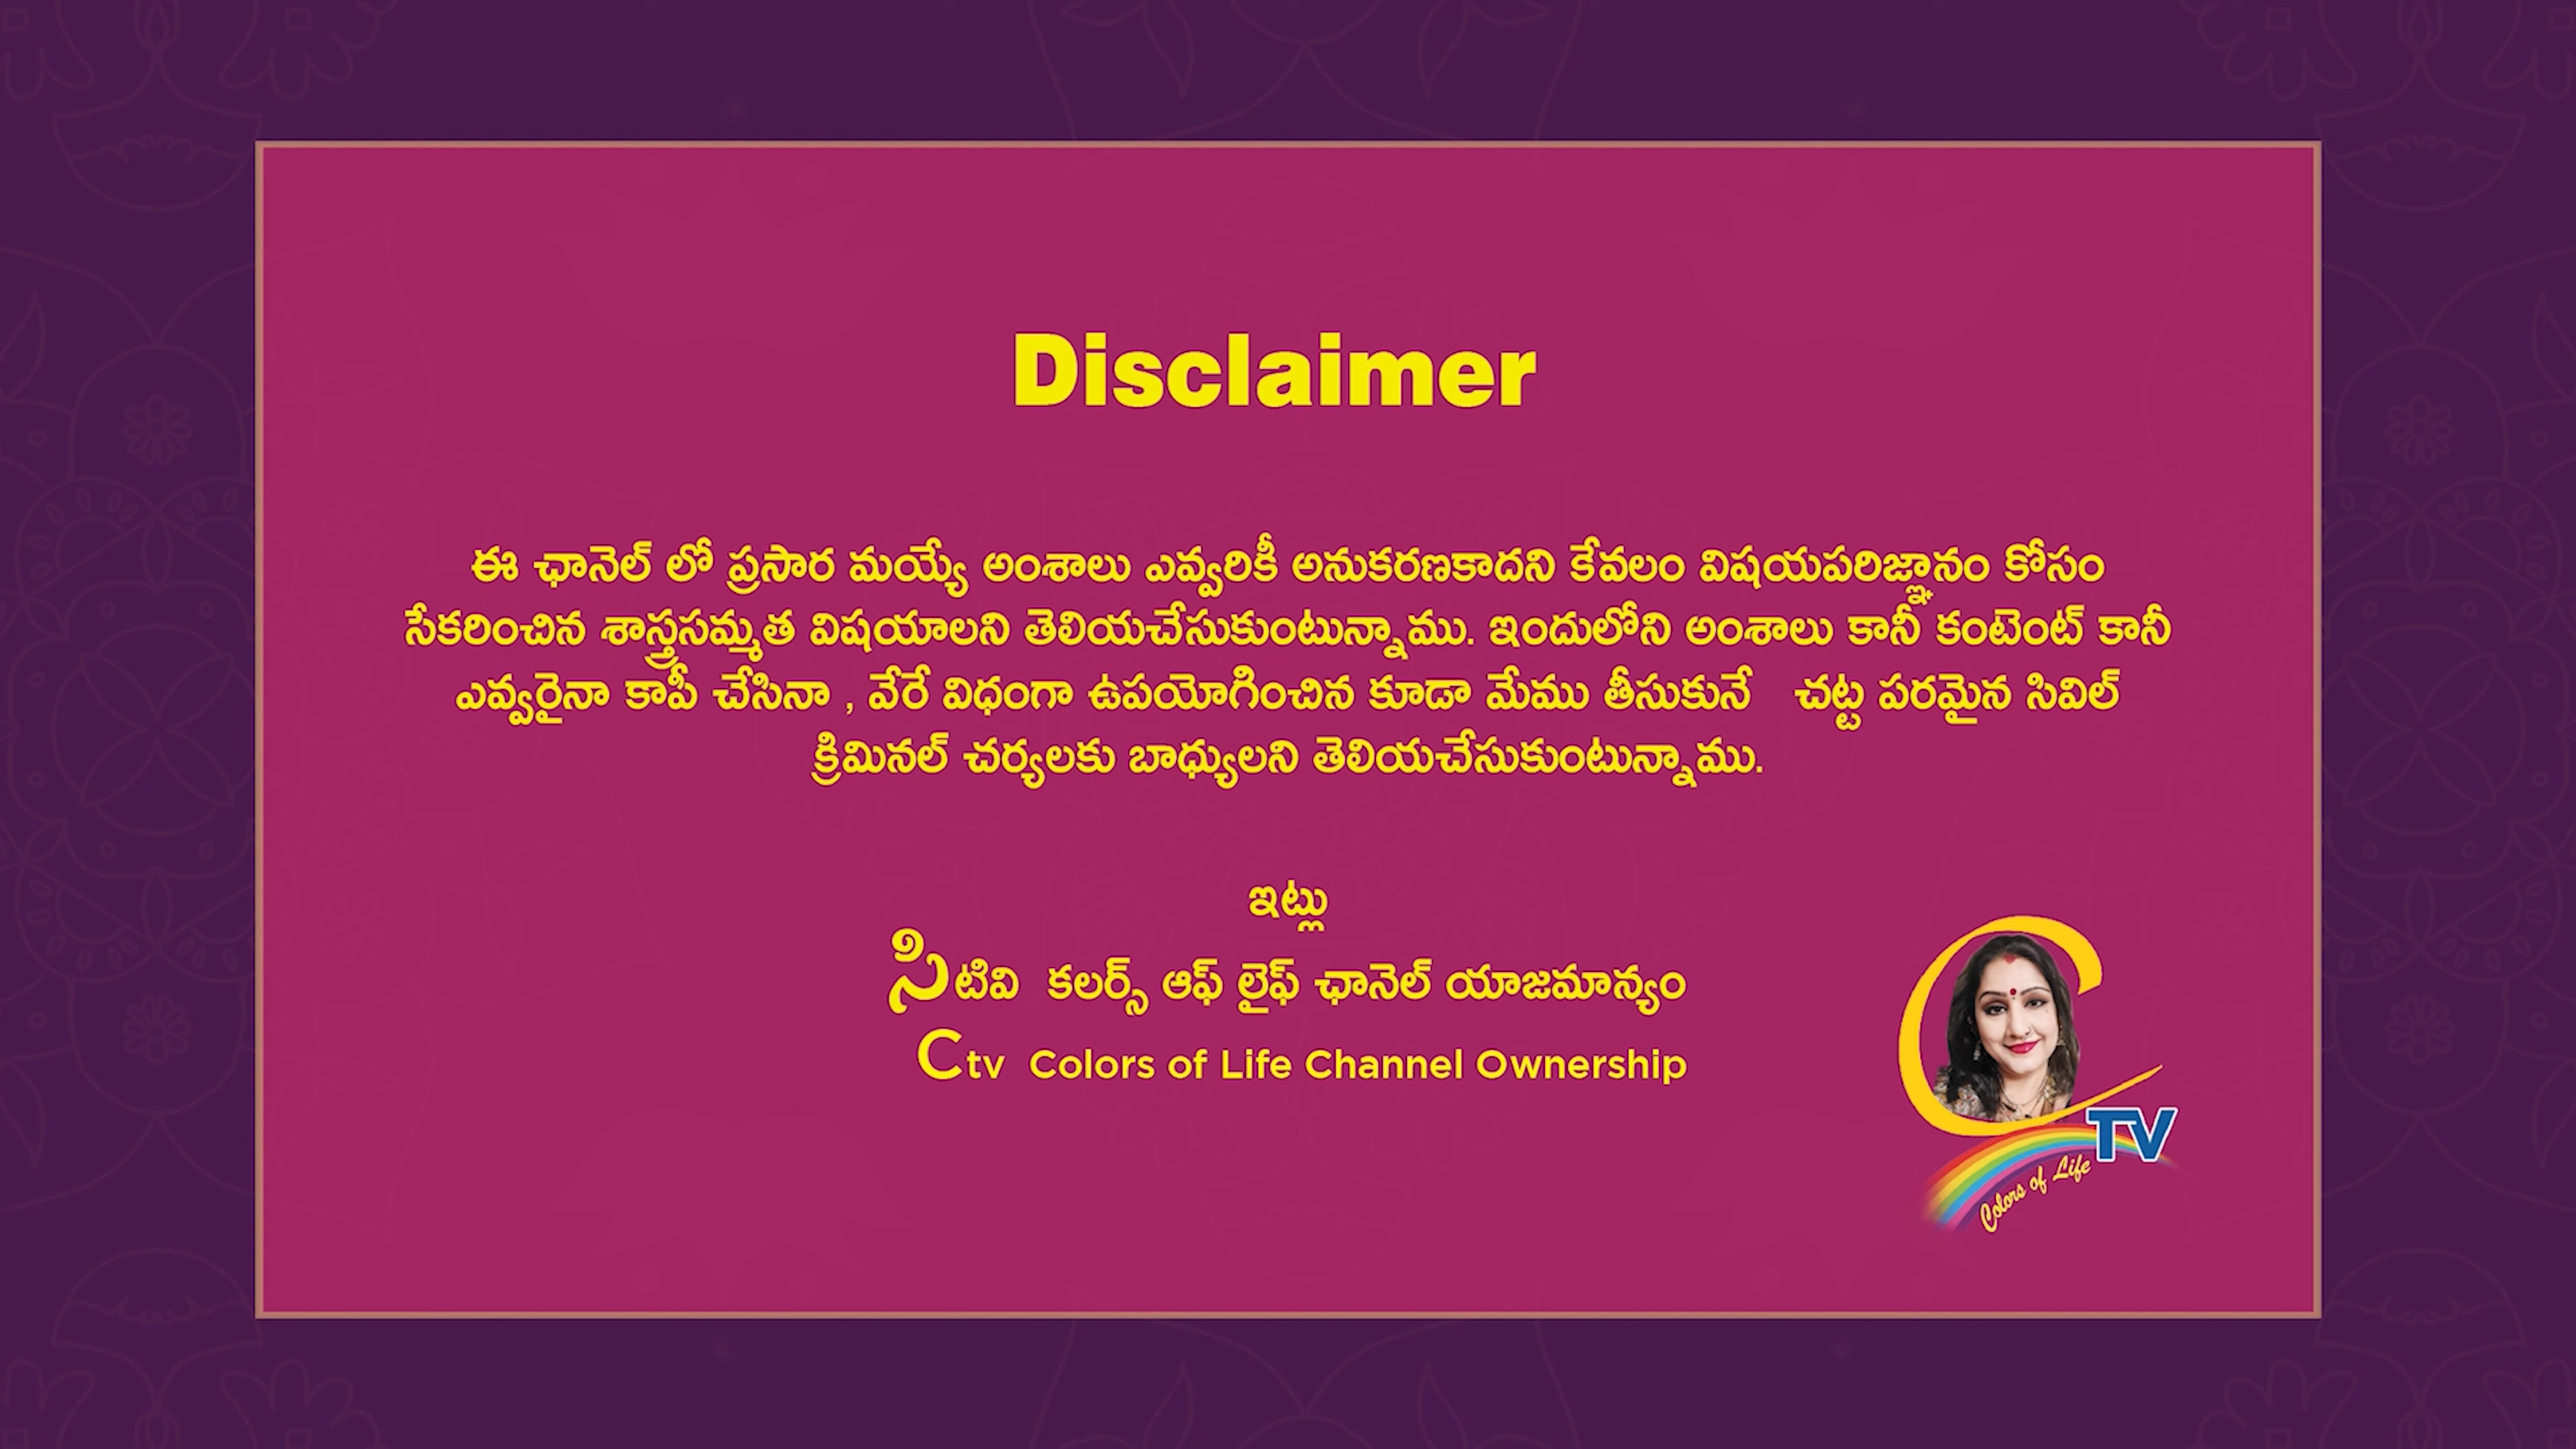 Disclaimer
ఈ ఛానెల్ లో ప్రసార మయ్యే అంశాలు ఎవ్వరికీ అనుకరణకాదని కేవలం విషయపరిజ్ఞానం కోసం
సేకరించిన శాస్త్రసమ్మత విషయాలని తెలియచేసుకుంటున్నాము. ఇందులోని అంశాలు కానీ కంటెంట్ కానీ
ఎవ్వరైనా కాపీ చేసినా , వేరే విధంగా ఉపయోగించిన కూడా మేము తీసుకునే చట్ట పరమైన సివిల్
క్రిమినల్ చర్యలకు బాధ్యులని తెలియచేసుకుంటున్నాము.
ఇట్లు
సిటివి కలర్స్ ఆఫ్ లైఫ్ ఛానెల్ యాజమాన్యం
Ctv Colors of Life Channel Ownership
C TV
Colors of Life